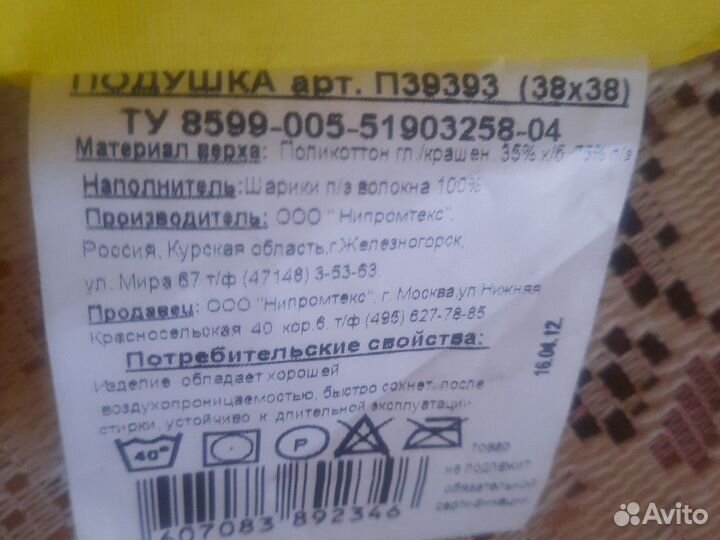 ПОДУШКА арт. П39393 (38х38)
ТУ 8599-005-51903258-04
Материал верха: Поликоттон гл./крашен. 35% х/б, 75% п/э
Наполнитель: Шарики п/э волокна 100%
Производитель: ООО "Нипромтекс",
Россия, Курская область, г.Железногорск,
ул. Мира 67 т/ф (47148) 3-53-63.
Продавец: ООО "Нипромтекс", г. Москва,ул Нижняя
Красносельская 40 кор.6, т/ф (495) 627-78-85
Потребительские свойства:
Изделие обладает хорошей
воздухопроницаемостью, быстро сохнет после
стирки, устойчиво к длительной эксплуатации
16.04.12.
40° P
товар
не подлежит
обязательной
сертификации
407083 892346
Avito